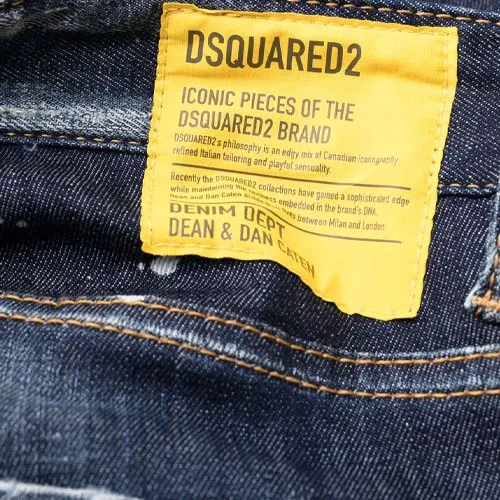 DSQUARED2
ICONIC PIECES OF THE
DSQUARED2 BRAND
DSQUARED2 s philosophy is an edgy mix of Canadian iconography,
refined Italian tailoring and playful sensuality.
Recently the DSQUARED2 collections have gained a sophisticated edge
while maintaining the embedded in the brand's DNA.
Dean and Dan Caten lives between Milan and London.
DENIM DEPT
DEAN & DAN CATEN